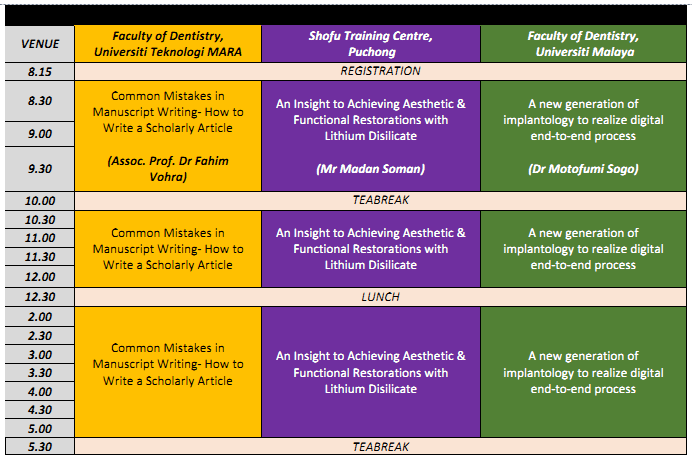 VENUE
Faculty of Dentistry,
Universiti Teknologi MARA
Shofu Training Centre,
Puchong
Faculty of Dentistry,
Universiti Malaya
8.15
REGISTRATION
8.30
9.00
9.30
Common Mistakes in
Manuscript Writing- How to
Write a Scholarly Article
(Assoc. Prof. Dr Fahim
Vohra)
An Insight to Achieving Aesthetic &
Functional Restorations with
Lithium Disilicate
(Mr Madan Soman)
A new generation of
implantology to realize digital
end-to-end process
(Dr Motofumi Sogo)
10.00
TEABREAK
10.30
11.00
11.30
12.00
Common Mistakes in
Manuscript Writing- How to
Write a Scholarly Article
An Insight to Achieving Aesthetic &
Functional Restorations with
Lithium Disilicate
A new generation of
implantology to realize digital
end-to-end process
12.30
LUNCH
2.00
2.30
3.00
3.30
4.00
4.30
5.00
Common Mistakes in
Manuscript Writing- How to
Write a Scholarly Article
An Insight to Achieving Aesthetic &
Functional Restorations with
Lithium Disilicate
A new generation of
implantology to realize digital
end-to-end process
5.30
TEABREAK